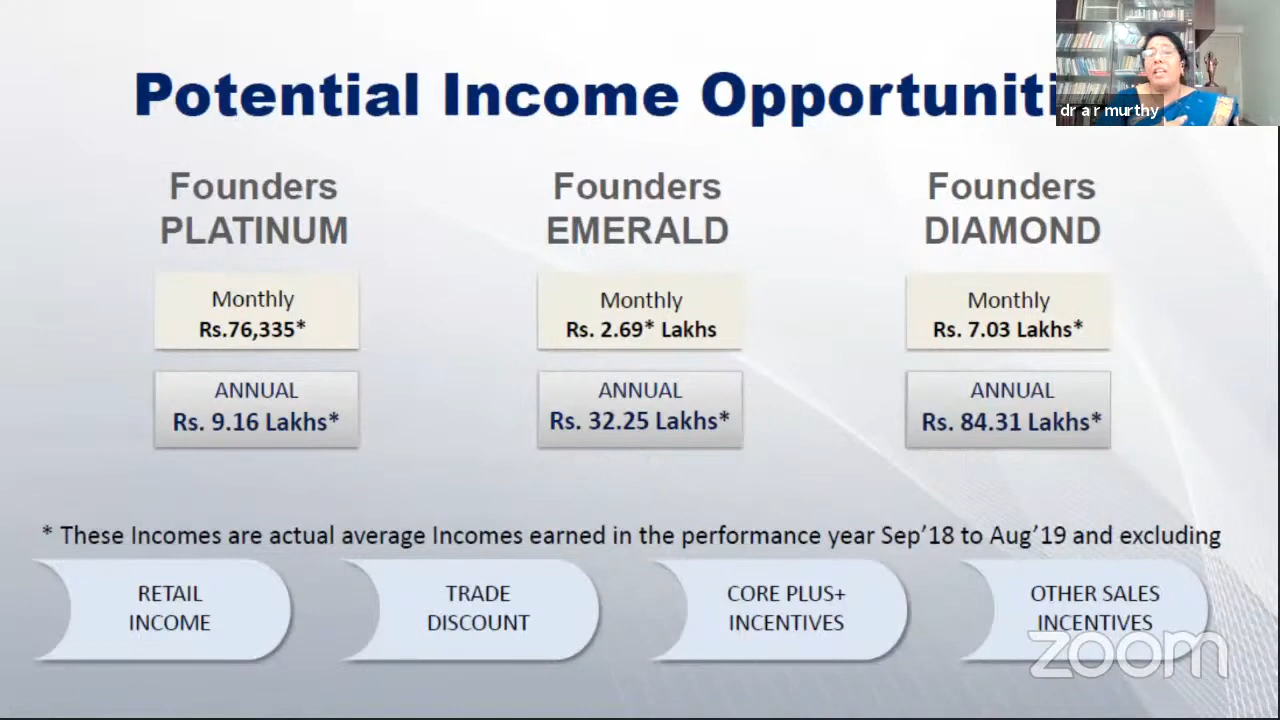 Potential Income Opportuniti
dr a r murthy
Founders
PLATINUM
Monthly
Rs.76,335*
ANNUAL
Rs. 9.16 Lakhs*
Founders
EMERALD
Monthly
Rs. 2.69* Lakhs
ANNUAL
Rs. 32.25 Lakhs*
Founders
DIAMOND
Monthly
Rs. 7.03 Lakhs*
ANNUAL
Rs. 84.31 Lakhs*
* These Incomes are actual average Incomes earned in the performance year Sep'18 to Aug'19 and excluding
RETAIL
INCOME
TRADE
DISCOUNT
CORE PLUS+
INCENTIVES
OTHER SALES
INCENTIVES
zoom